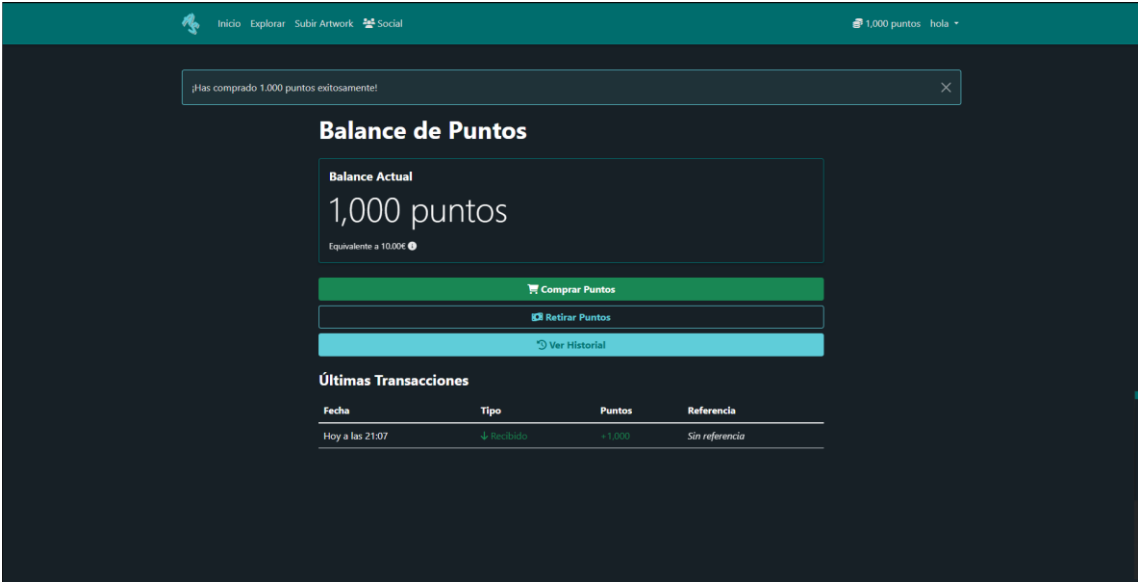 Inicio Explorar Subir Artwork Social 1,000 puntos hola
¡Has comprado 1.000 puntos exitosamente!
Balance de Puntos
Balance Actual
1,000 puntos
Equivalente a 10.00€
Comprar Puntos
Retirar Puntos
Ver Historial
Últimas Transacciones
Fecha Tipo Puntos Referencia
Hoy a las 21:07 Recibido +1,000 Sin referencia